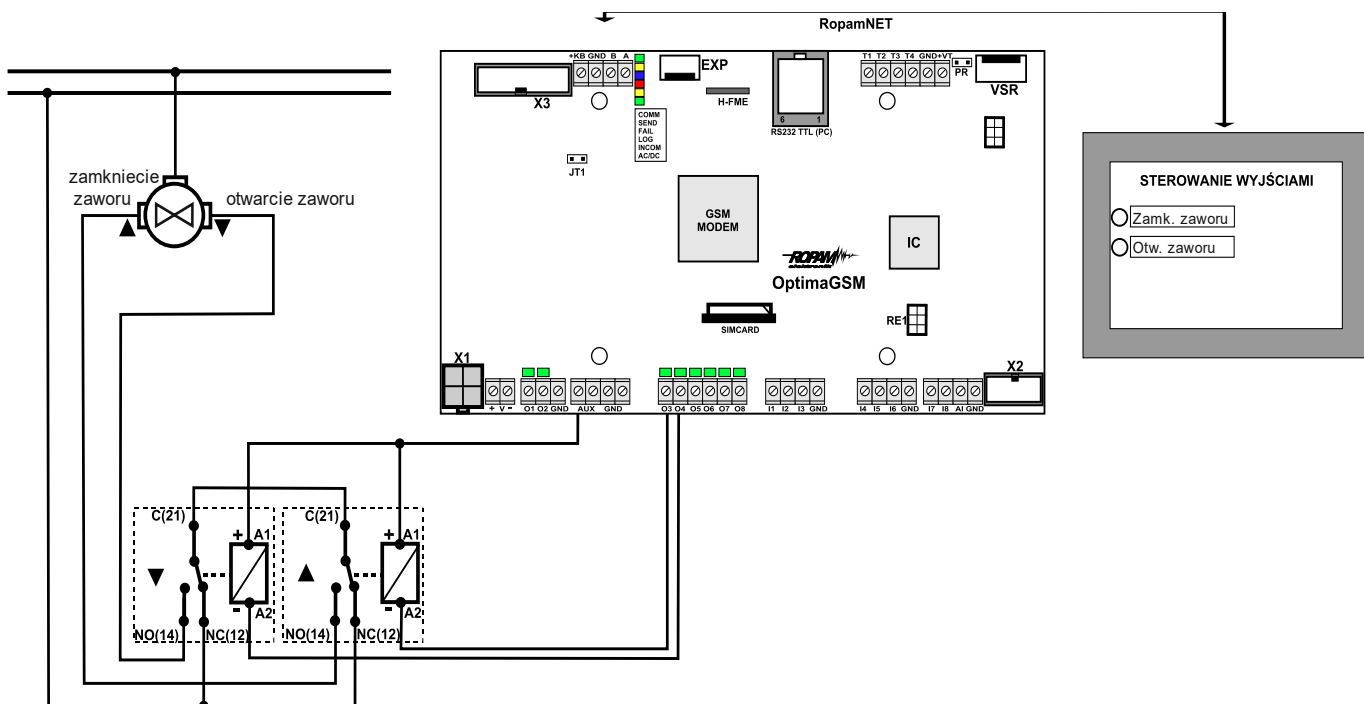 RopamNET
+KB GND B A
EXP
T1 T2 T3 T4 GND+VT
PR
VSR
X3
H-FME
COMM
SEND
FAIL
LOG
INCOM
AC/DC
6 1
RS232 TTL (PC)
JT1
zamkniecie
zaworu
otwarcie zaworu
STEROWANIE WYJŚCIAMI
Zamk. zaworu
Otw. zaworu
GSM
MODEM
IC
ROPAM
elektronik
OptimaGSM
SIMCARD
RE1
X1
X2
+ V -
O1 O2 GND
AUX GND
O3 O4 O5 O6 O7 O8
I1 I2 I3 GND
I4 I5 I6 GND
I7 I8 AI GND
C(21)
+ A1
- A2
NO(14)
NC(12)
C(21)
+ A1
- A2
NO(14)
NC(12)